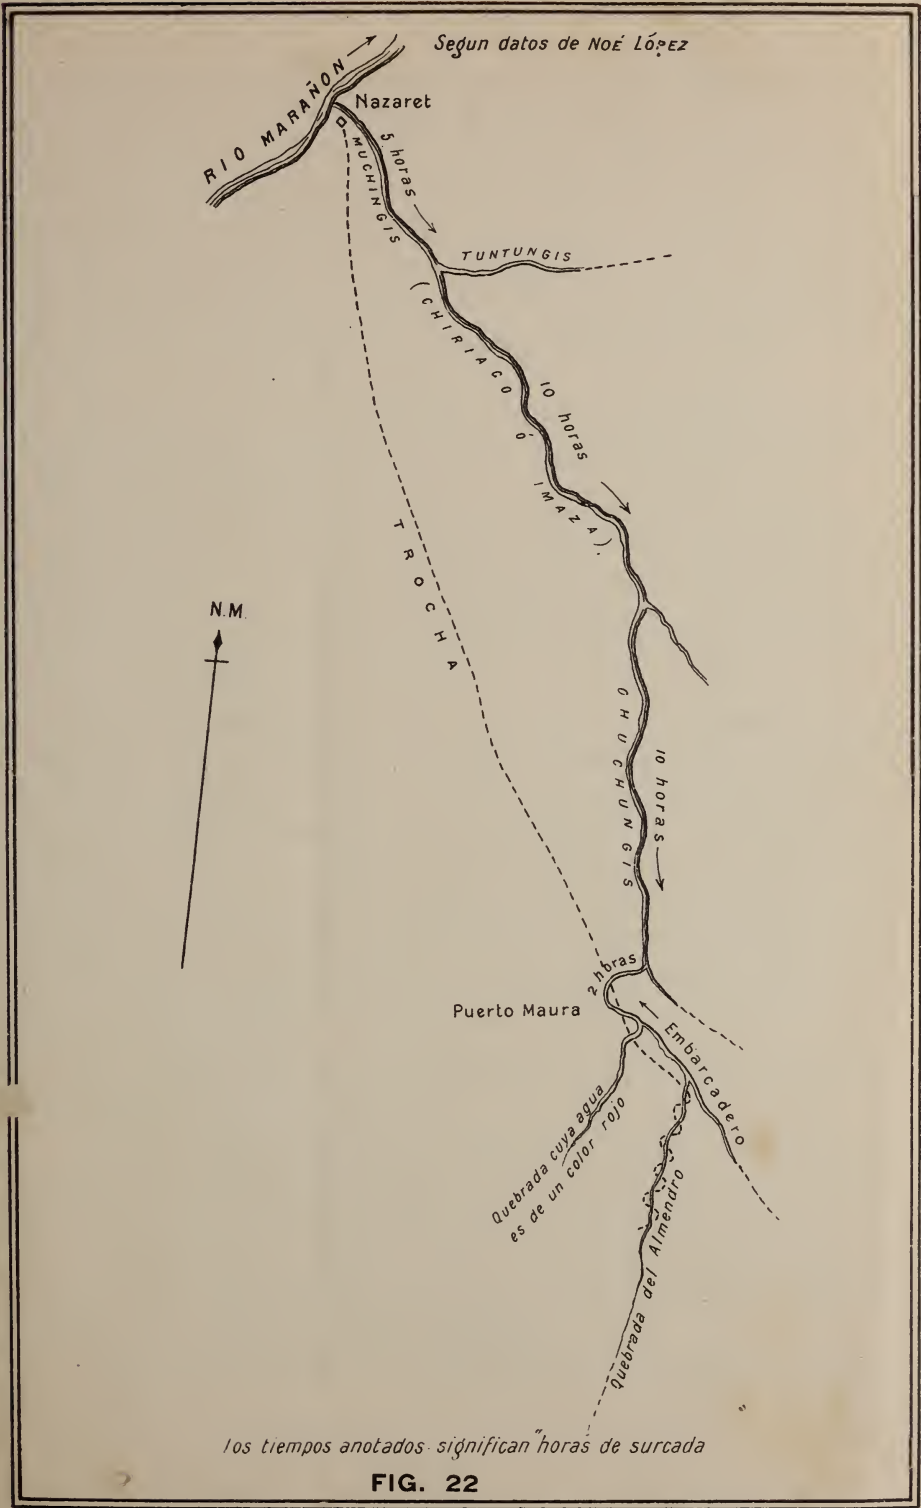 Segun datos de NOÉ LÓPEZ
RIO MARAÑON
Nazaret
5 horas
MUCHINGIS
TUNTUNGIS
(CHIRIAGO Ó IMAZA).
10 horas
TROCHA
N.M.
CHUCHUNGIS
10 horas
2 horas
Puerto Maura
Embarcadero
Quebrada cuya agua
es de un color rojo
Quebrada del Almendro
los tiempos anotados significan "horas de surcada"
FIG. 22